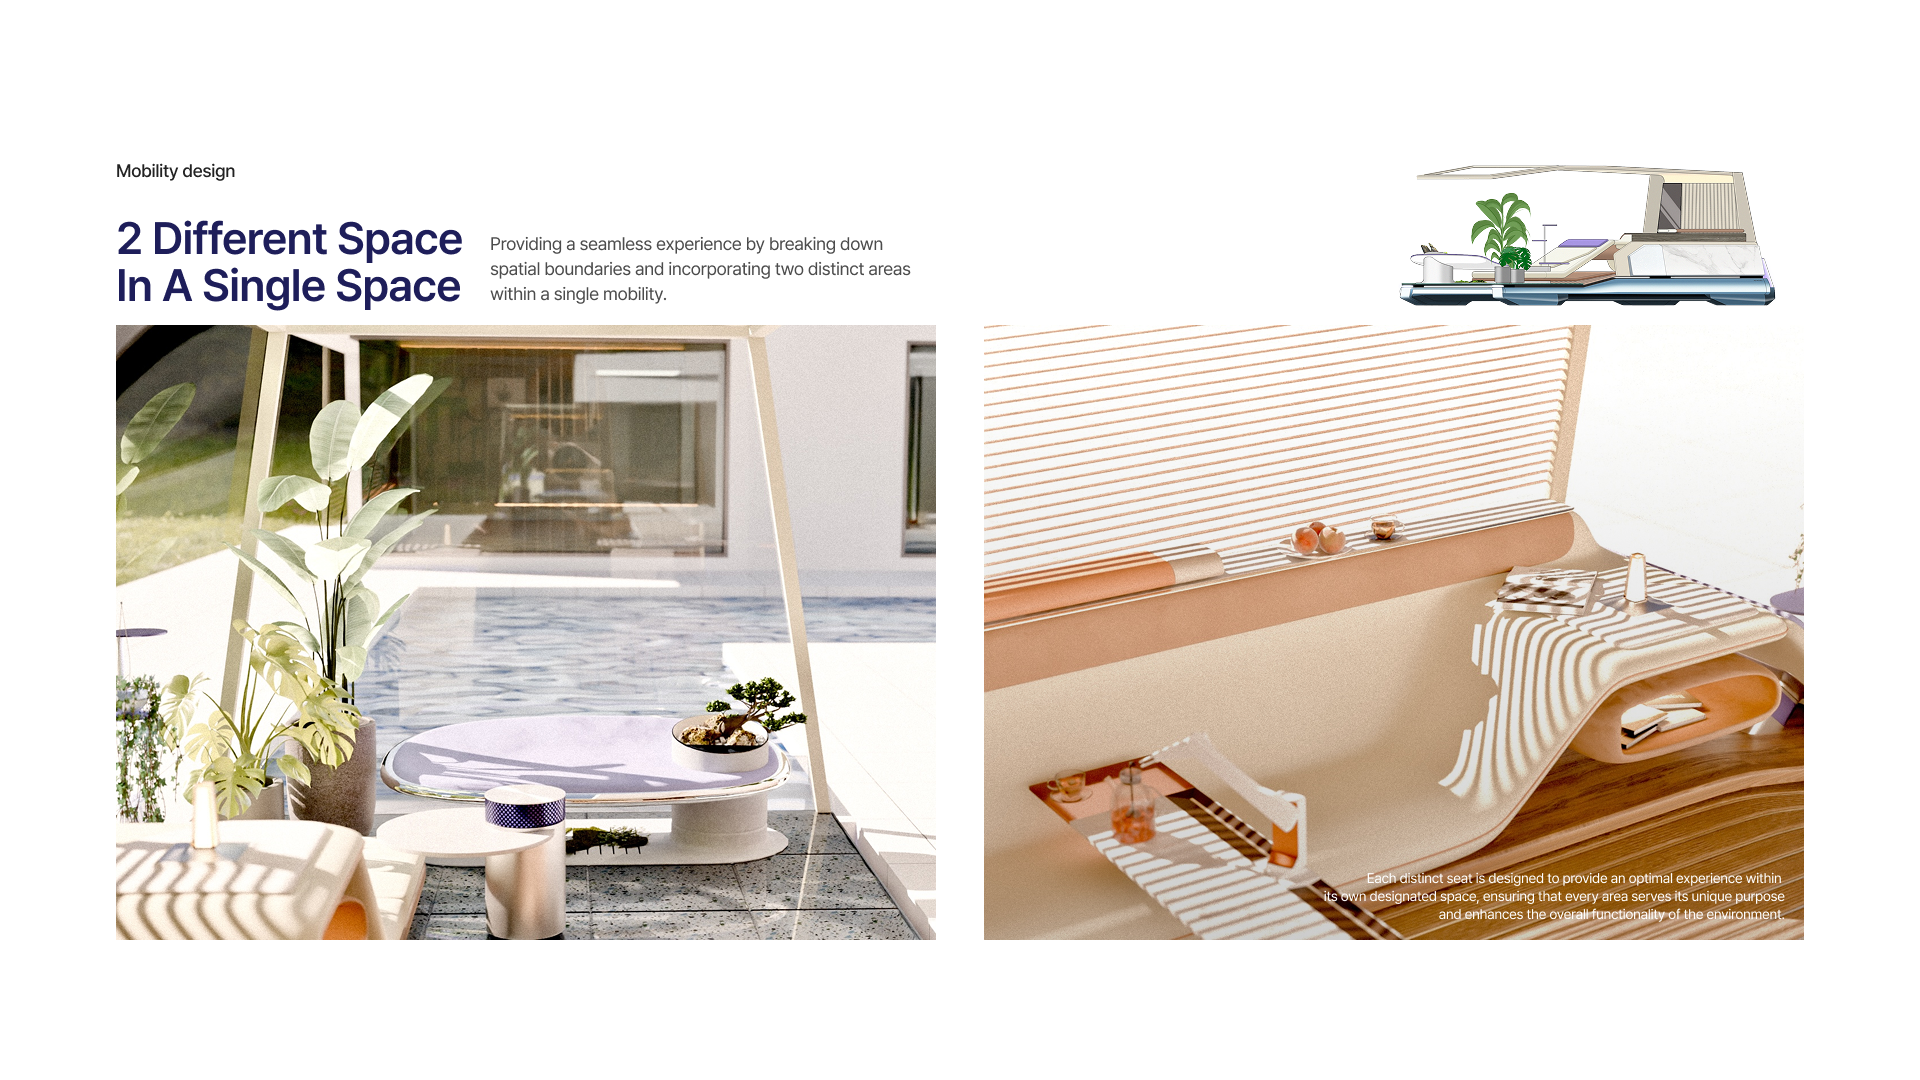 Mobility design
2 Different Space
In A Single Space
Providing a seamless experience by breaking down
spatial boundaries and incorporating two distinct areas
within a single mobility.
Each distinct seat is designed to provide an optimal experience within
its own designated space, ensuring that every area serves its unique purpose
and enhances the overall functionality of the environment.